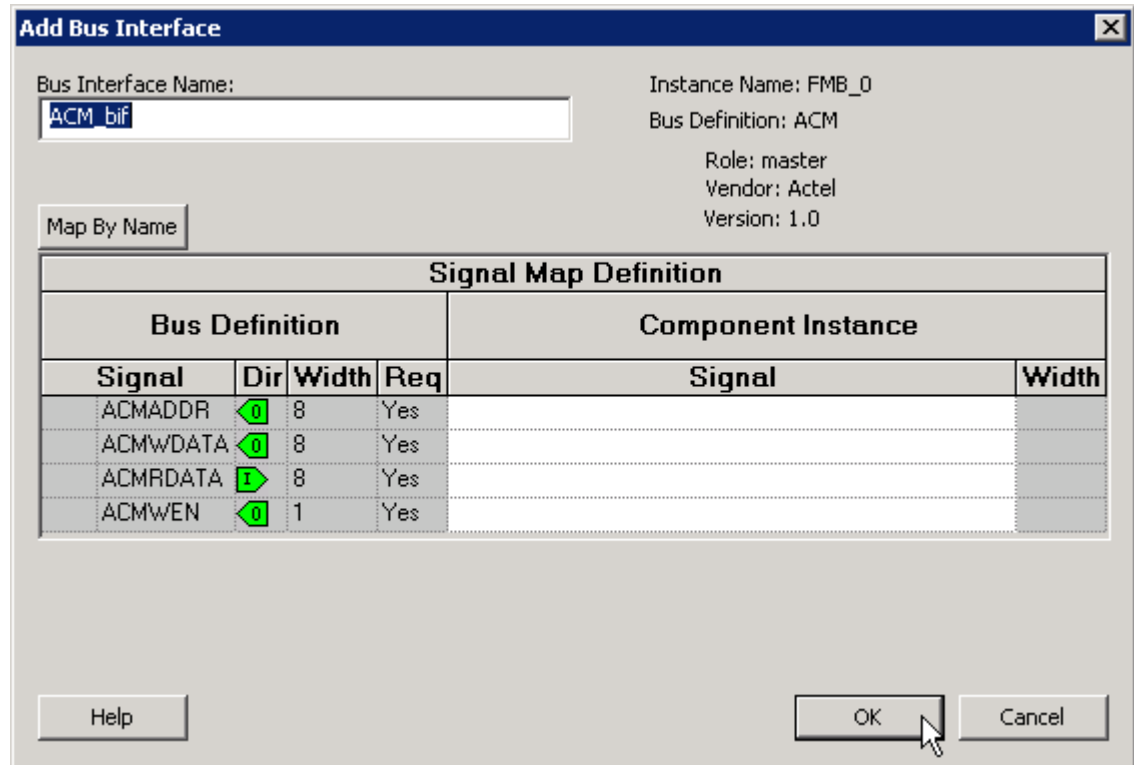 Add Bus Interface
Bus Interface Name:
ACM_bif
Instance Name: FMB_0
Bus Definition: ACM
Role: master
Vendor: Actel
Version: 1.0
Map By Name
Signal Map Definition
Bus Definition Component Instance
Signal Dir Width Req Signal Width
ACMADDR O 8 Yes
ACMWDATA O 8 Yes
ACMRDATA I 8 Yes
ACMWEN O 1 Yes
Help OK Cancel